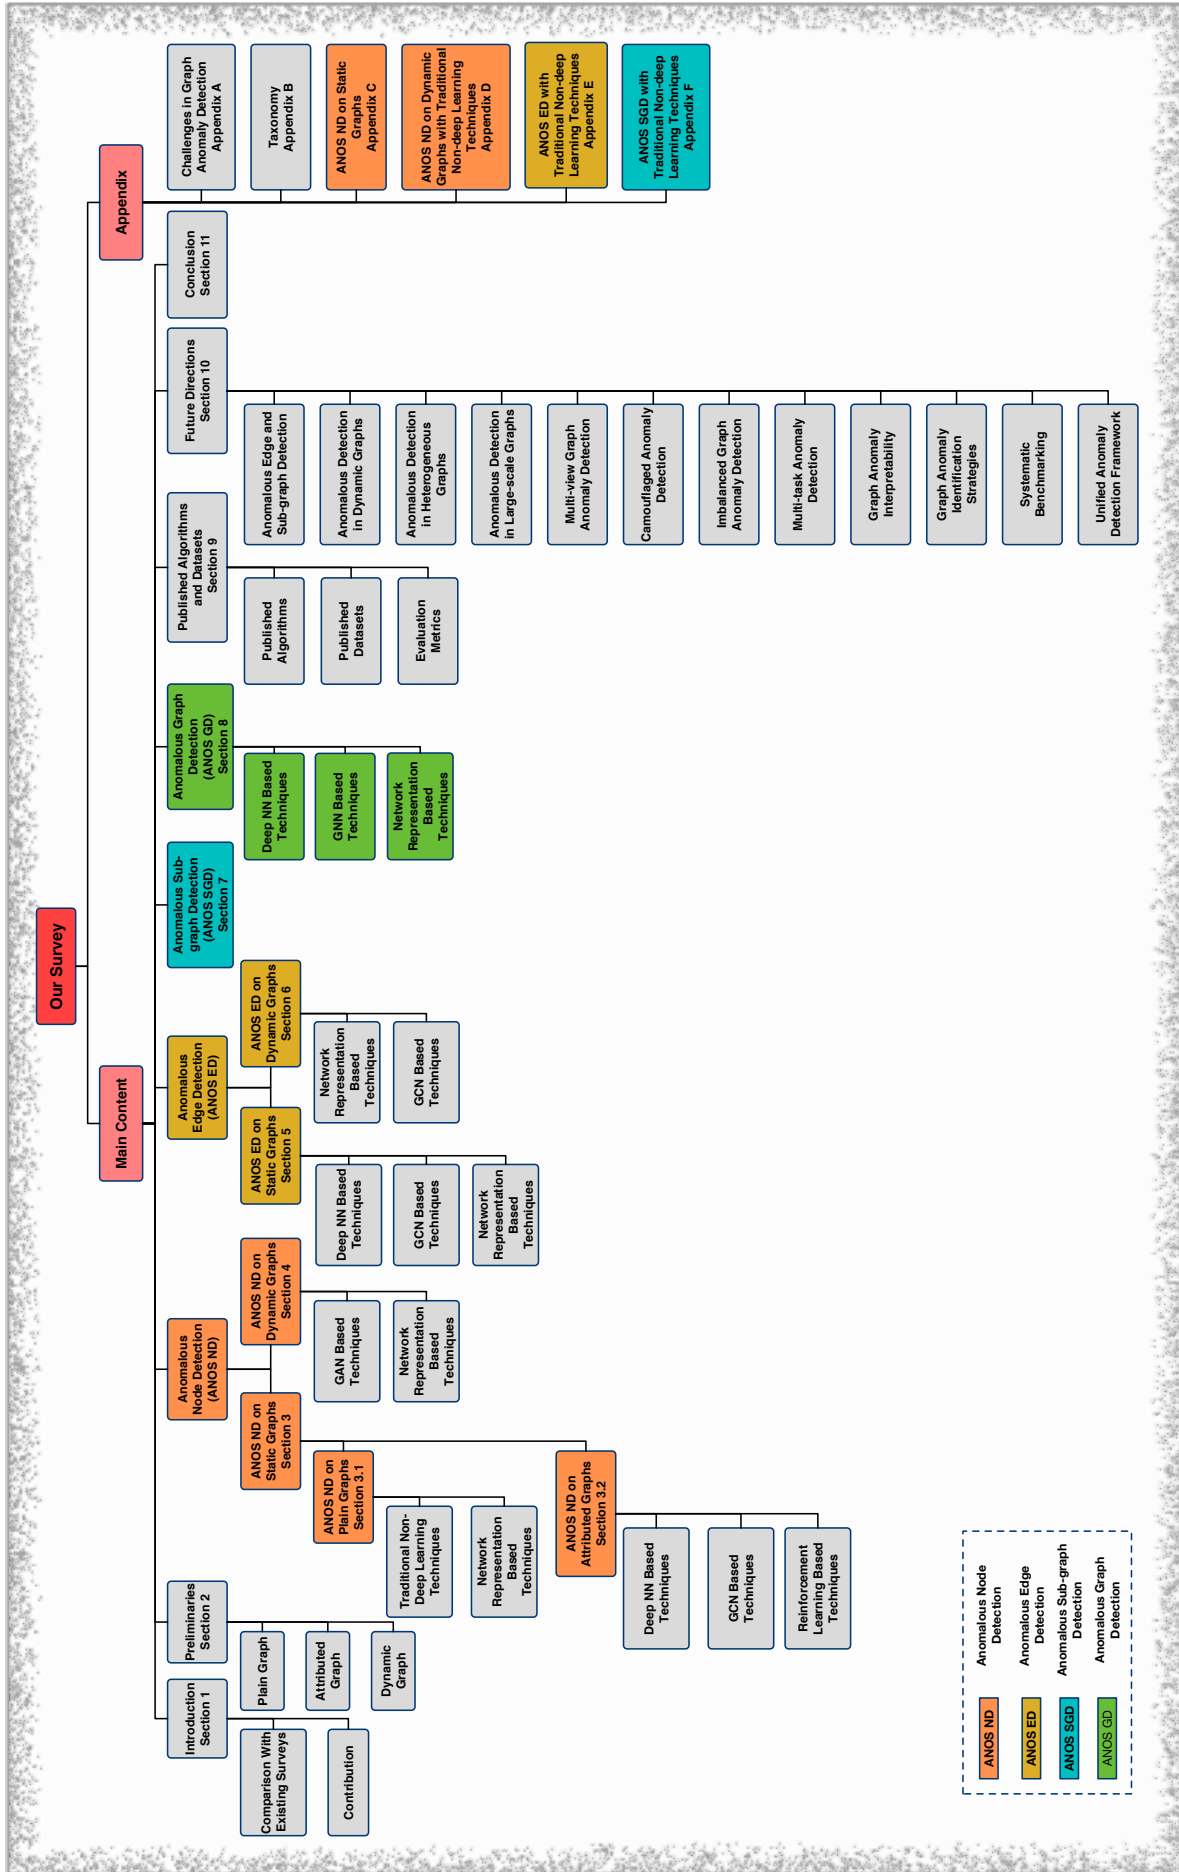 Our Survey
Main Content
Appendix
Introduction
Section 1
Comparison With
Existing Surveys
Contribution
Preliminaries
Section 2
Plain Graph
Attributed
Graph
Dynamic
Graph
Anomalous
Node Detection
(ANOS ND)
ANOS ND on
Static Graphs
Section 3
ANOS ND on
Plain Graphs
Section 3.1
Traditional Non-
Deep Learning
Techniques
Network
Representation
Based
Techniques
ANOS ND on
Attributed Graphs
Section 3.2
Deep NN Based
Techniques
GCN Based
Techniques
Reinforcement
Learning Based
Techniques
ANOS ND on
Dynamic Graphs
Section 4
GAN Based
Techniques
Network
Representation
Based
Techniques
Anomalous
Edge Detection
(ANOS ED)
ANOS ED on
Static Graphs
Section 5
Deep NN Based
Techniques
GCN Based
Techniques
Network
Representation
Based
Techniques
ANOS ED on
Dynamic Graphs
Section 6
Network
Representation
Based
Techniques
GCN Based
Techniques
Anomalous Sub-
graph Detection
(ANOS SGD)
Section 7
Anomalous Graph
Detection
(ANOS GD)
Section 8
Deep NN Based
Techniques
GNN Based
Techniques
Network
Representation
Based
Techniques
Published Algorithms
and Datasets
Section 9
Published
Algorithms
Published
Datasets
Evaluation
Metrics
Future Directions
Section 10
Anomalous Edge and
Sub-graph Detection
Anomalous Detection
in Dynamic Graphs
Anomalous Detection
in Heterogeneous
Graphs
Anomalous Detection
in Large-scale Graphs
Multi-view Graph
Anomaly Detection
Camouflaged Anomaly
Detection
Imbalanced Graph
Anomaly Detection
Multi-task Anomaly
Detection
Graph Anomaly
Interpretability
Graph Anomaly
Identification
Strategies
Systematic
Benchmarking
Unified Anomaly
Detection Framework
Conclusion
Section 11
Challenges in Graph
Anomaly Detection
Appendix A
Taxonomy
Appendix B
ANOS ND on Static
Graphs
Appendix C
ANOS ND on Dynamic
Graphs with Traditional
Non-deep Learning
Techniques
Appendix D
ANOS ED with
Traditional Non-deep
Learning Techniques
Appendix E
ANOS SGD with
Traditional Non-deep
Learning Techniques
Appendix F
ANOS ND
Anomalous Node
Detection
ANOS ED
Anomalous Edge
Detection
ANOS SGD
Anomalous Sub-graph
Detection
ANOS GD
Anomalous Graph
Detection